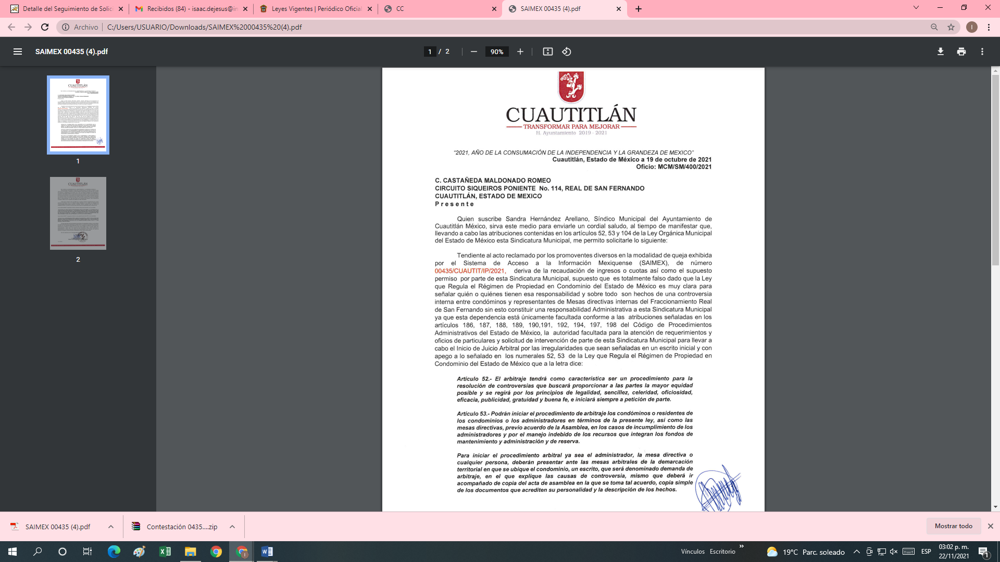 Detalle del Seguimiento de Solici
Recibidos (84) - isaac.dejesus@in
Leyes Vigentes | Periódico Oficial
CC
SAIMEX 00435 (4).pdf
Archivo
C:/Users/USUARIO/Downloads/SAIMEX%2000435%20(4).pdf
I
SAIMEX 00435 (4).pdf
1 / 2
90%
1
2
CUAUTITLÁN
TRANSFORMAR PARA MEJORAR
H. Ayuntamiento 2019 - 2021
“2021, AÑO DE LA CONSUMACIÓN DE LA INDEPENDENCIA Y LA GRANDEZA DE MEXICO”
Cuautitlán, Estado de México a 19 de octubre de 2021
Oficio: MCM/SM/400/2021
C. CASTAÑEDA MALDONADO ROMEO
CIRCUITO SIQUEIROS PONIENTE No. 114, REAL DE SAN FERNANDO
CUAUTITLÁN, ESTADO DE MEXICO
P r e s e n t e
Quien suscribe Sandra Hernández Arellano, Síndico Municipal del Ayuntamiento de
Cuautitlán México, sirva este medio para enviarle un cordial saludo, al tiempo de manifestar que,
llevando a cabo las atribuciones contenidas en los artículos 52, 53 y 104 de la Ley Orgánica Municipal
del Estado de México esta Sindicatura Municipal, me permito solicitarle lo siguiente:
Tendiente al acto reclamado por los promoventes diversos en la modalidad de queja exhibida
por el Sistema de Acceso a la Información Mexiquense (SAIMEX), de número
00435/CUAUTIT/IP/2021, deriva de la recaudación de ingresos o cuotas así como el supuesto
permiso por parte de esta Sindicatura Municipal, supuesto que es totalmente falso dado que la Ley
que Regula el Régimen de Propiedad en Condominio del Estado de México es muy clara para
señalar quién o quiénes tienen esa responsabilidad y sobre todo son hechos de una controversia
interna entre condóminos y representantes de Mesas directivas internas del Fraccionamiento Real
de San Fernando sin esto constituir una responsabilidad Administrativa a esta Sindicatura Municipal
ya que esta dependencia está únicamente facultada conforme a las atribuciones señaladas en los
artículos 186, 187, 188, 189, 190,191, 192, 194, 197, 198 del Código de Procedimientos
Administrativos del Estado de México, la autoridad facultada para la atención de requerimientos y
oficios de particulares y solicitud de intervención de parte de esta Sindicatura Municipal para llevar a
cabo el Inicio de Juicio Arbitral por las irregularidades que sean señaladas en un escrito inicial y con
apego a lo señalado en los numerales 52, 53 de la Ley que Regula el Régimen de Propiedad en
Condominio del Estado de México que a la letra dice:
Artículo 52.- El arbitraje tendrá como característica ser un procedimiento para la
resolución de controversias que buscará proporcionar a las partes la mayor equidad
posible y se regirá por los principios de legalidad, sencillez, celeridad, oficiosidad,
eficacia, publicidad, gratuidad y buena fe, e iniciará siempre a petición de parte.
Artículo 53.- Podrán iniciar el procedimiento de arbitraje los condóminos o residentes de
los condominios o los administradores en términos de la presente ley, así como las
mesas directivas, previo acuerdo de la Asamblea, en los casos de incumplimiento de los
administradores y por el manejo indebido de los recursos que integran los fondos de
mantenimiento y administración y de reserva.
Para iniciar el procedimiento arbitral ya sea el administrador, la mesa directiva o
cualquier persona, deberán presentar ante las mesas arbitrales de la demarcación
territorial en que se ubique el condominio, un escrito, que será denominado demanda de
arbitraje, en el que explique las causas de controversia, mismo que deberá ir
acompañado de copia del acta de asamblea en la que se toma tal acuerdo, copia simple
de los documentos que acrediten su personalidad y la descripción de los hechos.
SAIMEX 00435 (4).pdf
Contestación 0435....zip
Mostrar todo
Vínculos
Escritorio
19°C Parc. soleado
ESP
03:02 p. m.
22/11/2021
1